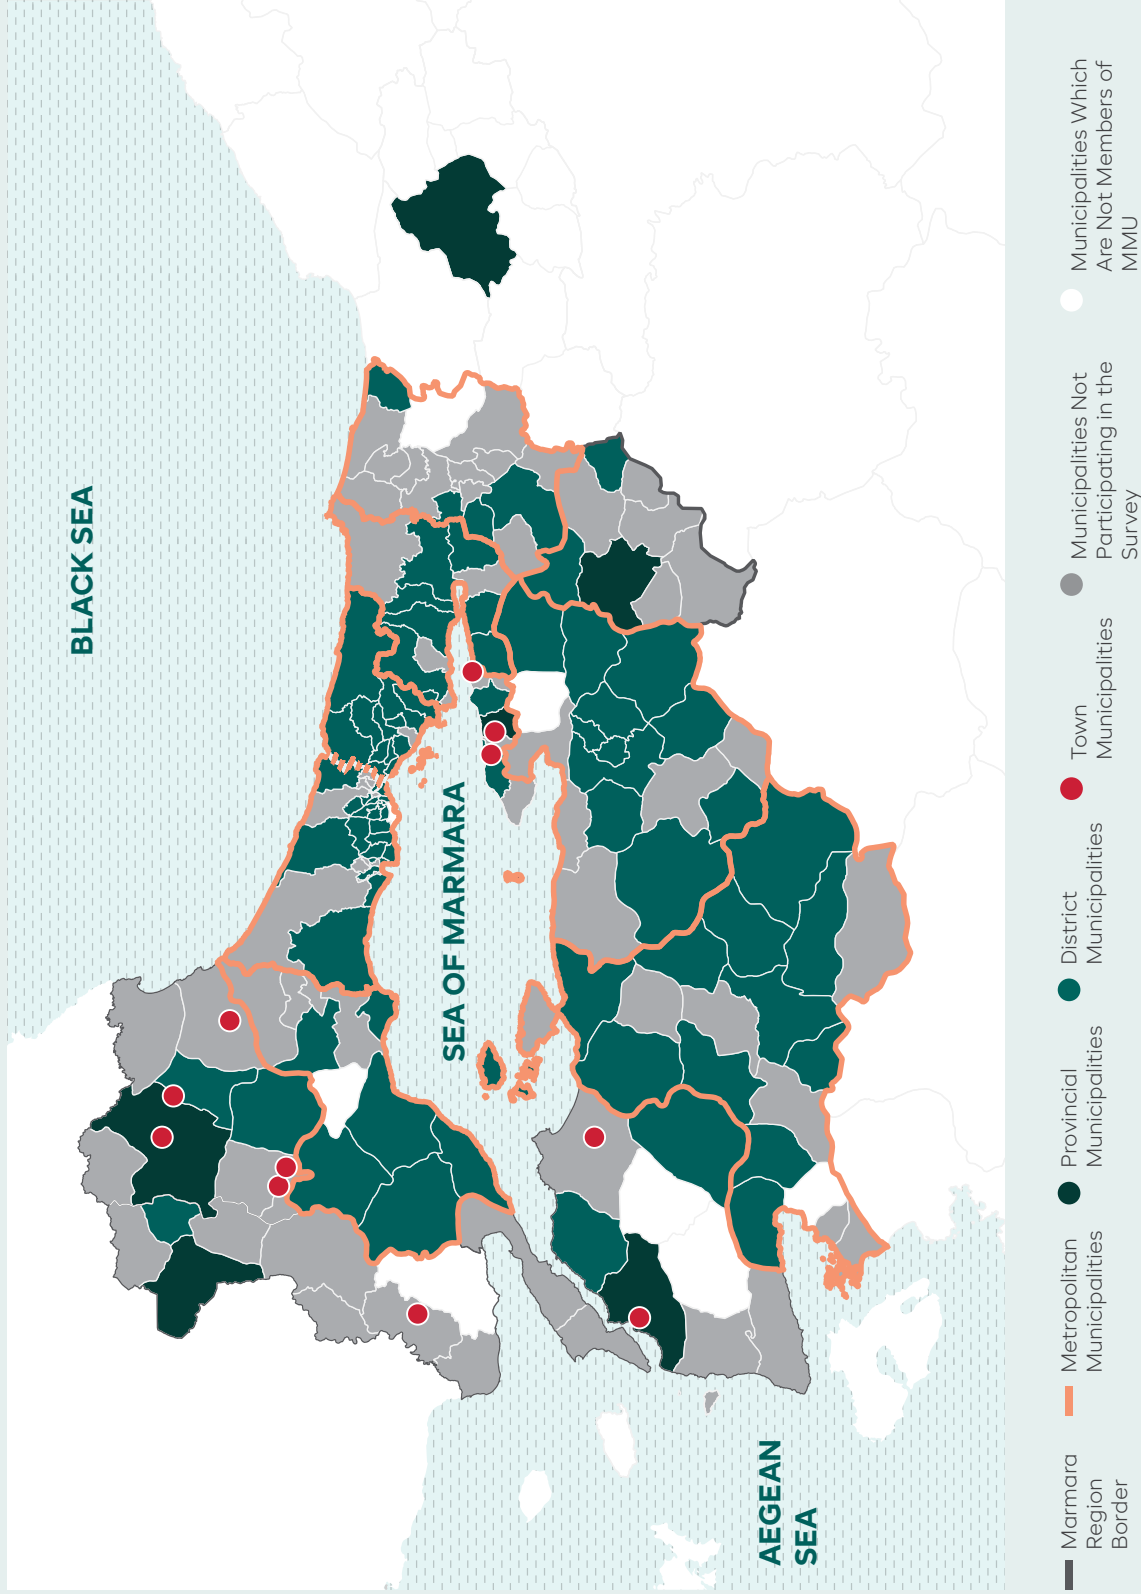 BLACK SEA
SEA OF MARMARA
AEGEAN
SEA
Marmara
Region
Border
Metropolitan
Municipalities
Provincial
Municipalities
District
Municipalities
Town
Municipalities
Municipalities Not
Participating in the
Survey
Municipalities Which
Are Not Members of
MMU